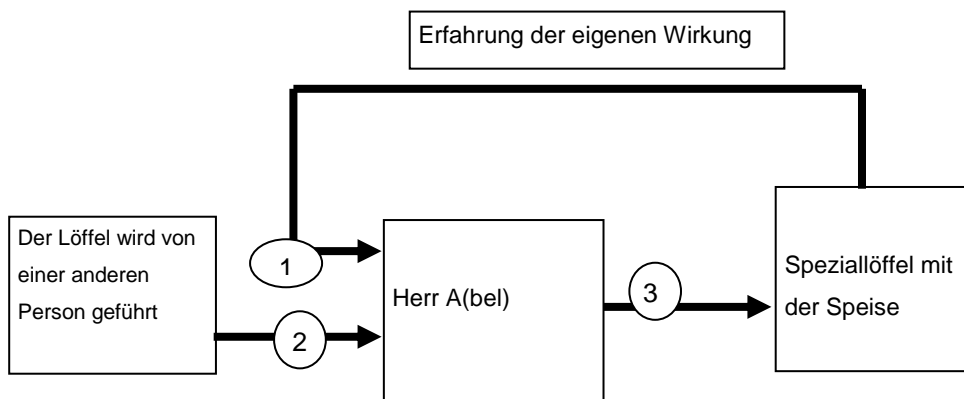 Erfahrung der eigenen Wirkung
Der Löffel wird von
einer anderen
Person geführt
1
2
Herr A(bel)
3
Speziallöffel mit
der Speise